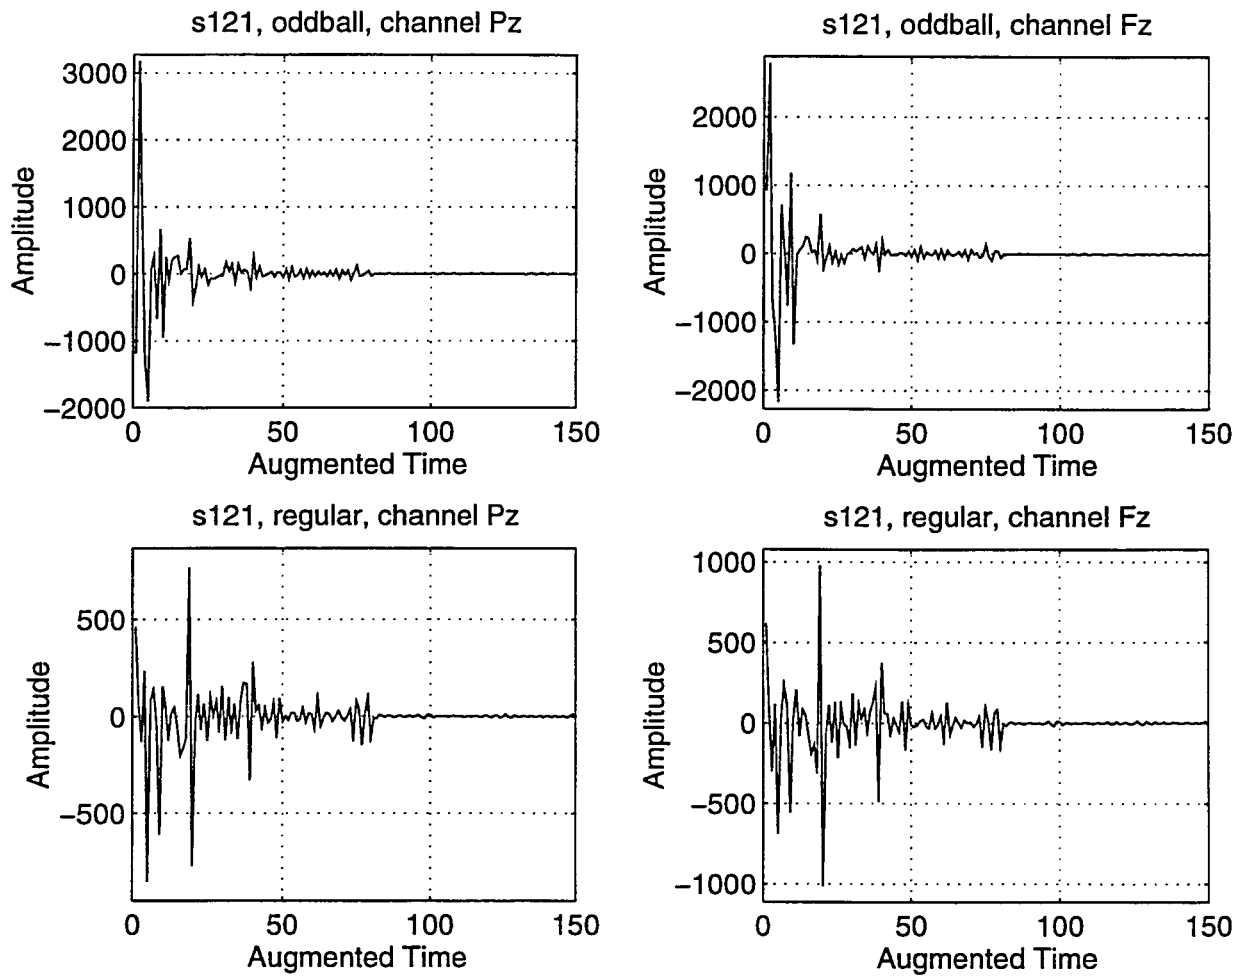 s121, oddball, channel Pz
3000
2000
1000
0
−1000
−2000
Amplitude
0 50 100 150
Augmented Time
s121, oddball, channel Fz
2000
1000
0
−1000
−2000
Amplitude
0 50 100 150
Augmented Time
s121, regular, channel Pz
500
0
−500
Amplitude
0 50 100 150
Augmented Time
s121, regular, channel Fz
1000
500
0
−500
−1000
Amplitude
0 50 100 150
Augmented Time